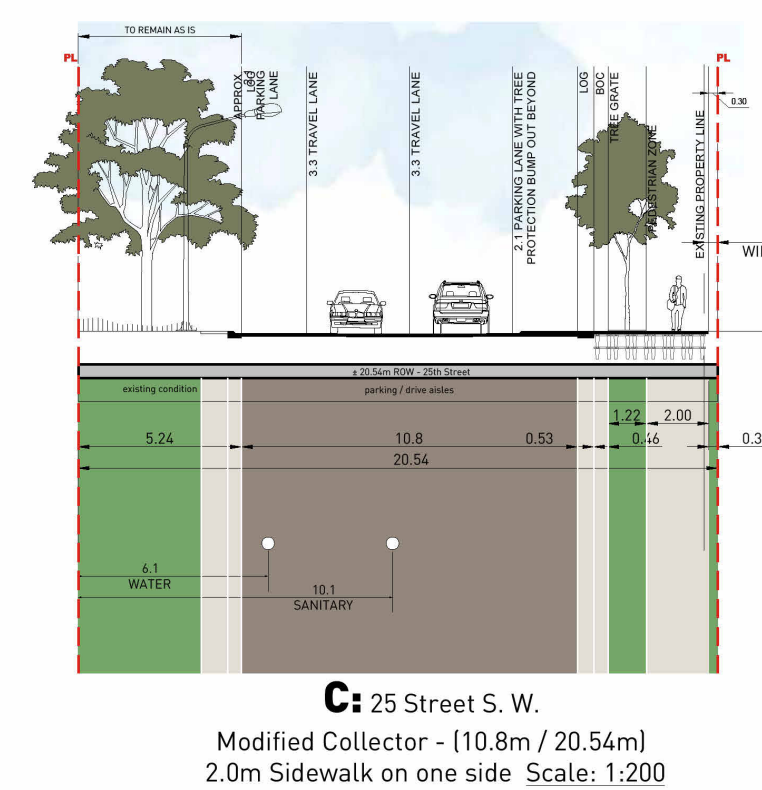 TO REMAIN AS IS
PL
PL
APPROX
LOG
PARKING
LANE
3.3 TRAVEL LANE
3.3 TRAVEL LANE
2.1 PARKING LANE WITH TREE
PROTECTION BUMP OUT BEYOND
LOG
BOC
TREE GRATE
PEDESTRIAN ZONE
EXISTING PROPERTY LINE
0.30
WI
± 20.54m ROW - 25th Street
existing condition
parking / drive aisles
1.22
2.00
5.24
10.8
0.53
0.46
0.3
20.54
6.1
WATER
10.1
SANITARY
C: 25 Street S. W.
Modified Collector - (10.8m / 20.54m)
2.0m Sidewalk on one side Scale: 1:200